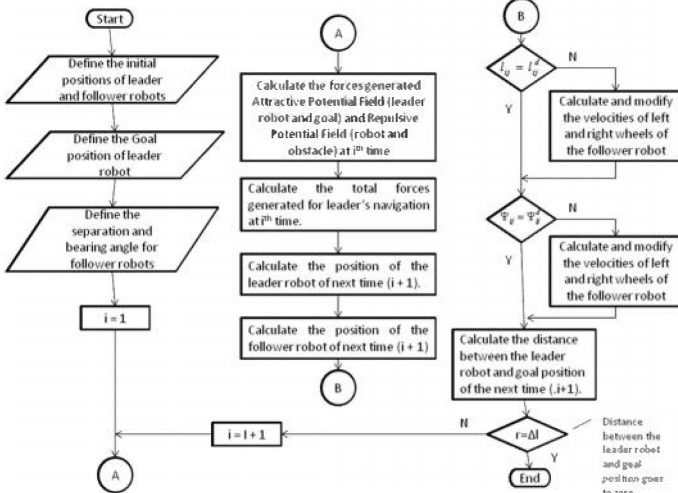 Start
Define the initial
positions of leader
and follower robots
Define the Goal
position of leader
robot
Define the
separation and
bearing angle for
follower robots
i = 1
A
A
Calculate the forces generated
Attractive Potential Field (leader
robot and goal) and Repulsive
Potential Field (robot and
obstacle) at iᵗʰ time
Calculate the total forces
generated for leader's navigation
at iᵗʰ time.
Calculate the position of the
leader robot of next time (i + 1).
Calculate the position of the
follower robot of next time (i + 1)
B
i = I + 1
B
l_ij = l_ij^d
N
Y
Calculate and modify
the velocities of left
and right wheels of
the follower robot
Ψ_ij = Ψ_ij^d
N
Y
Calculate and modify
the velocities of left
and right wheels of
the follower robot
Calculate the distance
between the leader
robot and goal position
of the next time (.i+1).
N
r=Δl
Y
End
Distance
between the
leader robot
and goal
position goes
to zero